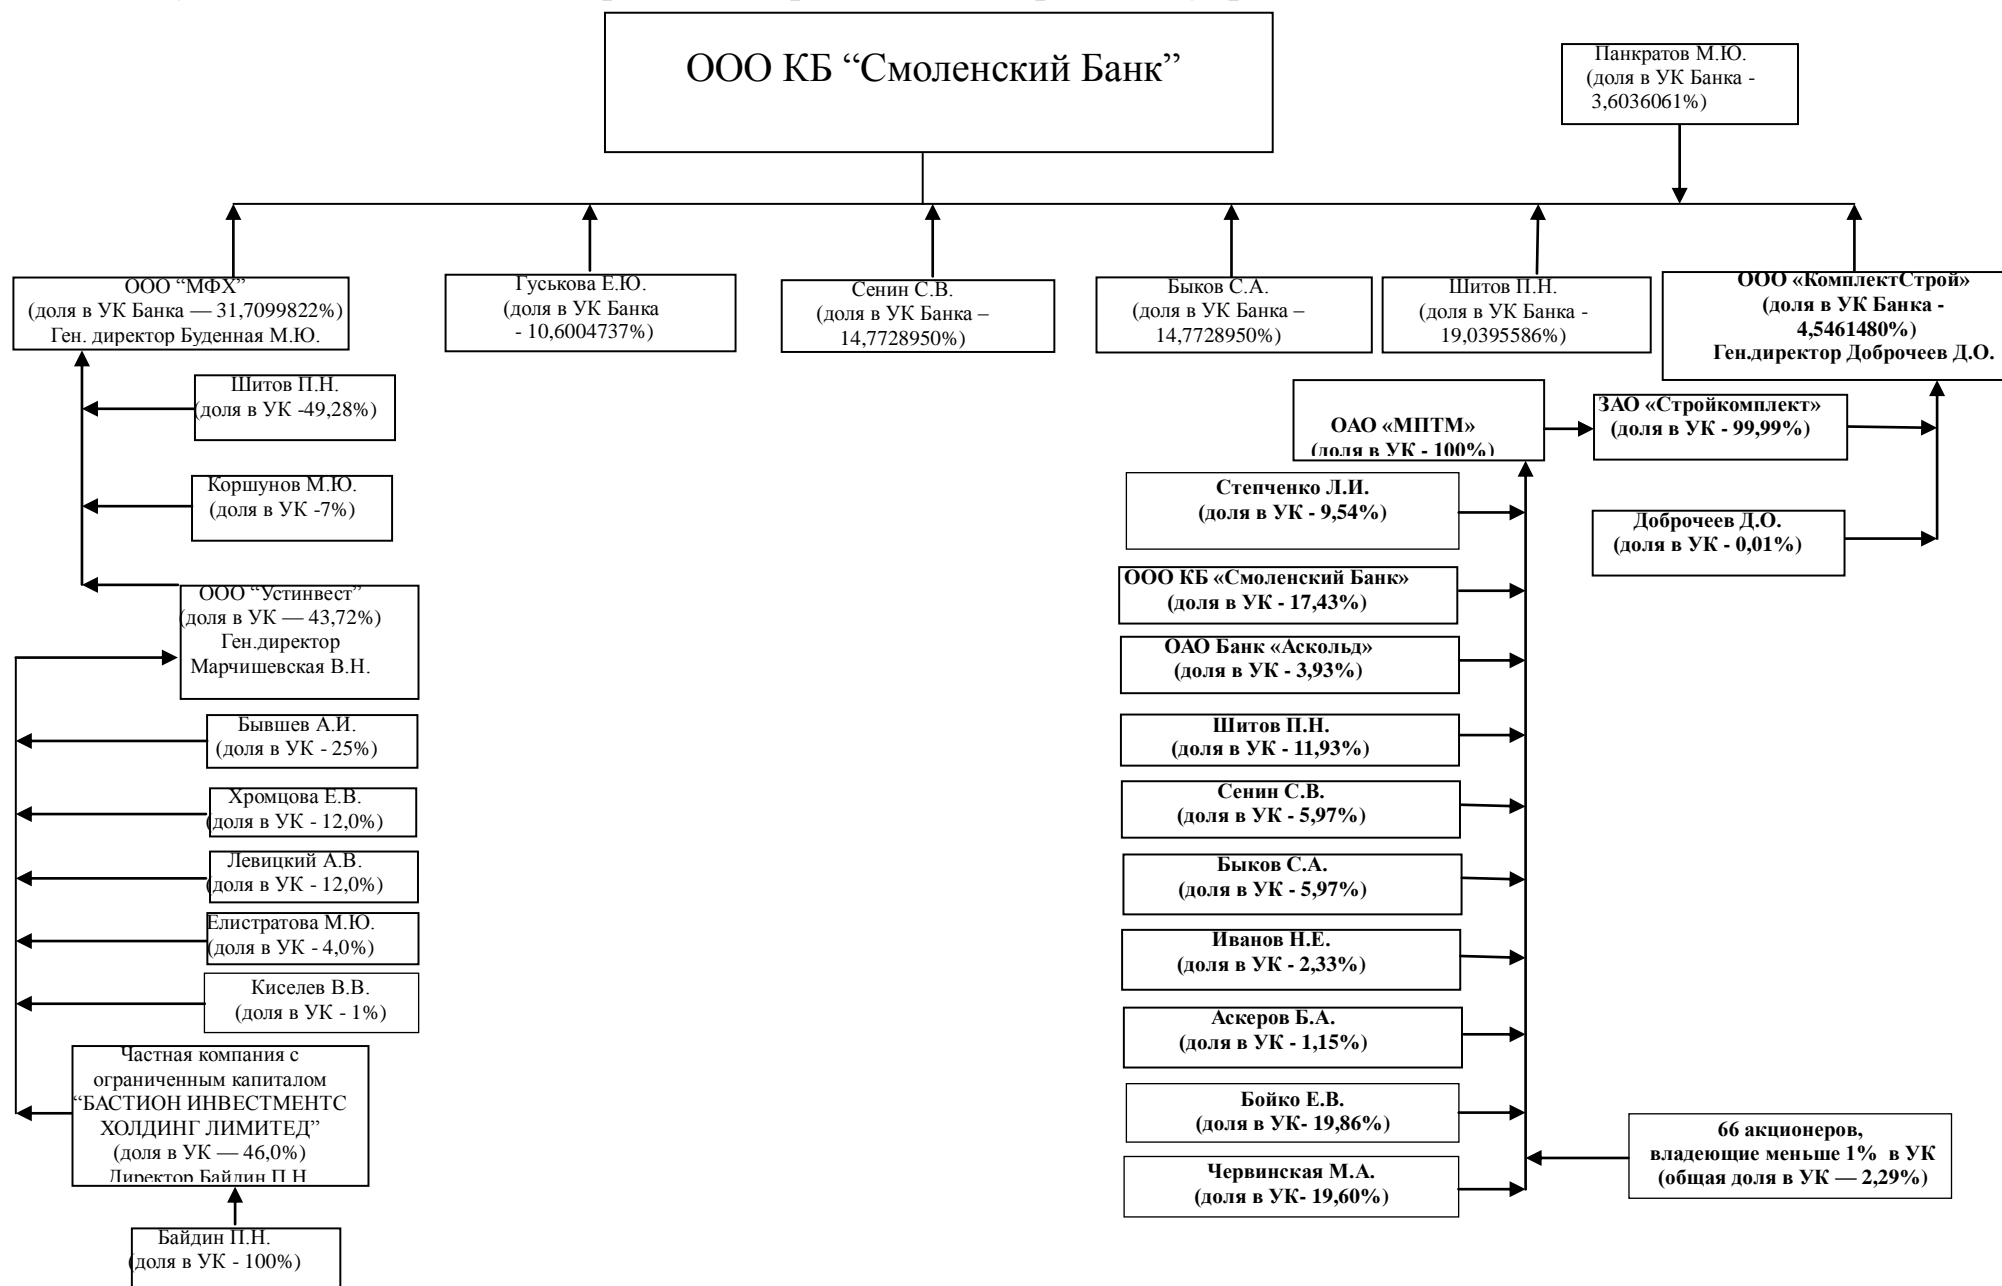 ООО КБ “Смоленский Банк”
Панкратов М.Ю.
(доля в УК Банка -
3,6036061%)
ООО “МФХ”
(доля в УК Банка — 31,7099822%)
Ген. директор Буденная М.Ю.
Гуськова Е.Ю.
(доля в УК Банка
- 10,6004737%)
Сенин С.В.
(доля в УК Банка –
14,7728950%)
Быков С.А.
(доля в УК Банка –
14,7728950%)
Шитов П.Н.
(доля в УК Банка -
19,0395586%)
ООО «КомплектСтрой»
(доля в УК Банка -
4,5461480%)
Ген.директор Доброчеев Д.О.
Шитов П.Н.
(доля в УК -49,28%)
Коршунов М.Ю.
(доля в УК -7%)
ООО “Устинвест”
(доля в УК — 43,72%)
Ген.директор
Марчишевская В.Н.
Бывшев А.И.
(доля в УК - 25%)
Хромцова Е.В.
(доля в УК - 12,0%)
Левицкий А.В.
(доля в УК - 12,0%)
Елистратова М.Ю.
(доля в УК - 4,0%)
Киселев В.В.
(доля в УК - 1%)
Частная компания с
ограниченным капиталом
“БАСТИОН ИНВЕСТМЕНТС
ХОЛДИНГ ЛИМИТЕД”
(доля в УК — 46,0%)
Директор Байдин П.Н.
Байдин П.Н.
(доля в УК - 100%)
ОАО «МПТМ»
(доля в УК - 100%)
ЗАО «Стройкомплект»
(доля в УК - 99,99%)
Доброчеев Д.О.
(доля в УК - 0,01%)
Степченко Л.И.
(доля в УК - 9,54%)
ООО КБ «Смоленский Банк»
(доля в УК - 17,43%)
ОАО Банк «Аскольд»
(доля в УК - 3,93%)
Шитов П.Н.
(доля в УК - 11,93%)
Сенин С.В.
(доля в УК - 5,97%)
Быков С.А.
(доля в УК - 5,97%)
Иванов Н.Е.
(доля в УК - 2,33%)
Аскеров Б.А.
(доля в УК - 1,15%)
Бойко Е.В.
(доля в УК- 19,86%)
Червинская М.А.
(доля в УК- 19,60%)
66 акционеров,
владеющие меньше 1% в УК
(общая доля в УК — 2,29%)